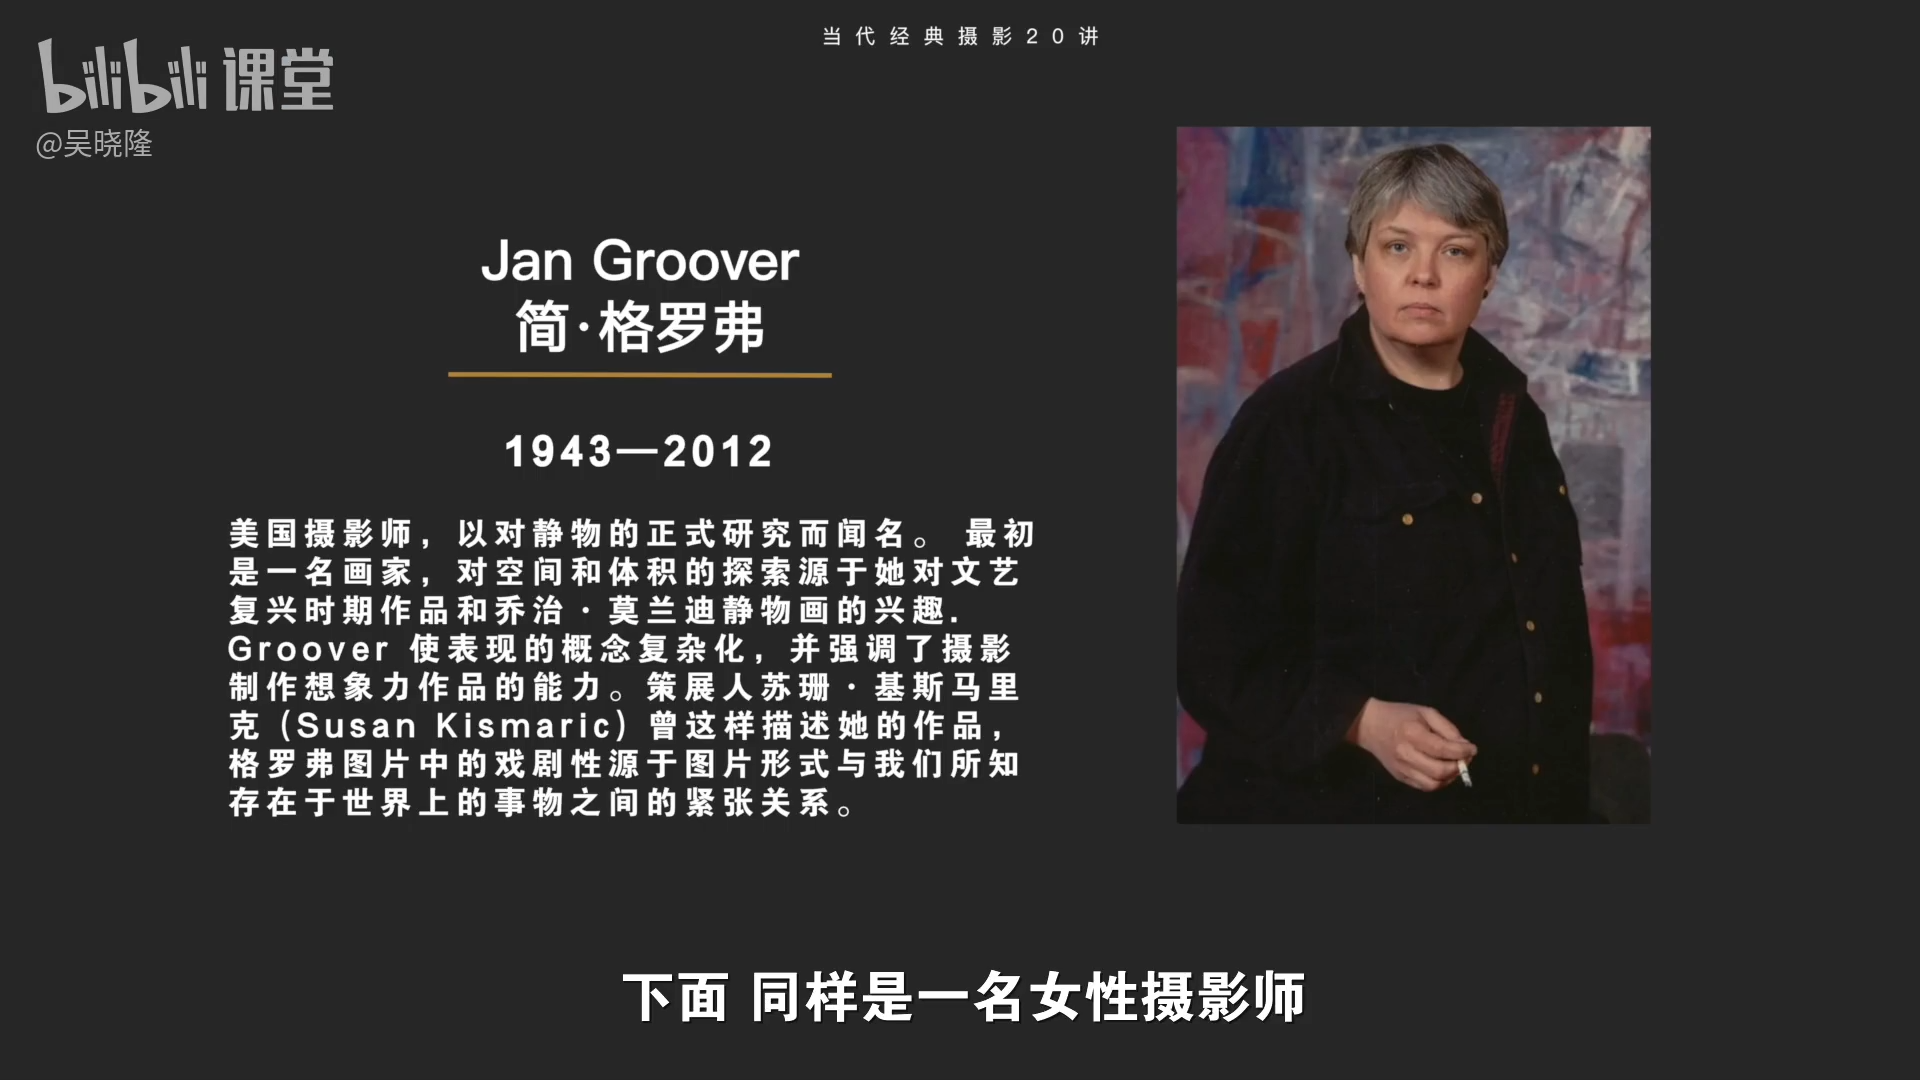 当代经典摄影20讲
bilibili 课堂
@吴晓隆
Jan Groover
简·格罗弗
1943—2012
美国摄影师，以对静物的正式研究而闻名。 最初
是一名画家，对空间和体积的探索源于她对文艺
复兴时期作品和乔治·莫兰迪静物画的兴趣.
Groover 使表现的概念复杂化，并强调了摄影
制作想象力作品的能力。策展人苏珊·基斯马里
克（Susan Kismaric）曾这样描述她的作品，
格罗弗图片中的戏剧性源于图片形式与我们所知
存在于世界上的事物之间的紧张关系。
下面 同样是一名女性摄影师